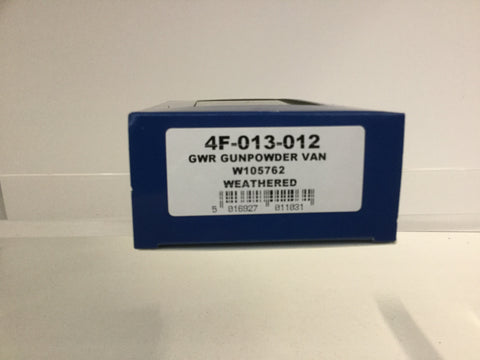 4F-013-012
GWR GUNPOWDER VAN
W105762
WEATHERED
5 016927 011031